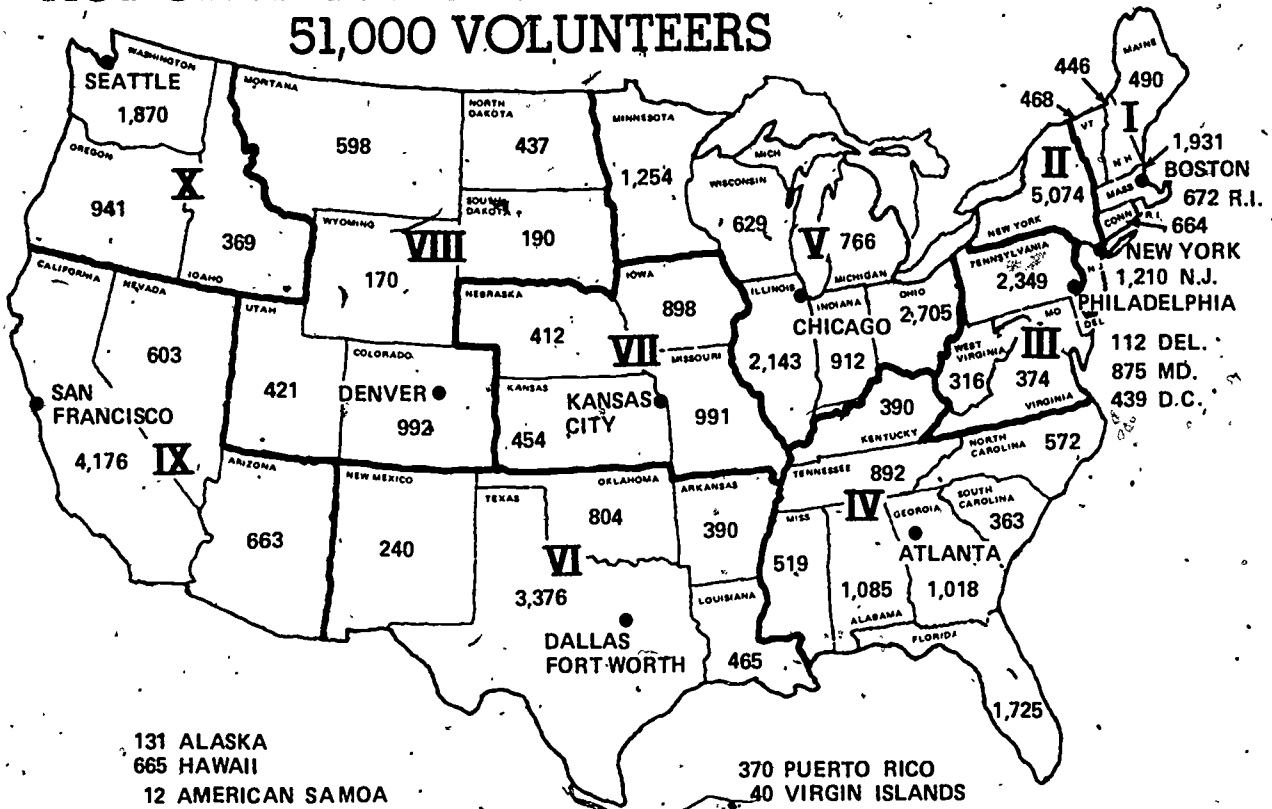 51,000 VOLUNTEERS
WASHINGTON
SEATTLE
1,870
OREGON
941
X
369
IDAHO
MONTANA
598
NORTH
DAKOTA
437
SOUTH
DAKOTA
190
WYOMING
170
VIII
MINNESOTA
1,254
MICH
WISCONSIN
629
V
766
MICHIGAN
446
468
MAINE
490
I
VT
N H
1,931
BOSTON
MASS
672 R.I.
CONN
R.I.
664
II
5,074
NEW YORK
NEW YORK
1,210 N.J.
N J
PENNSYLVANIA
2,349
PHILADELPHIA
MD
DEL
III
WEST
VIRGINIA
316
374
VIRGINIA
112 DEL.
875 MD.
439 D.C.
CALIFORNIA
NEVADA
603
SAN
FRANCISCO
4,176
IX
UTAH
421
COLORADO
DENVER
992
NEBRASKA
412
KANSAS
454
KANSAS
CITY
VII
IOWA
898
MISSOURI
991
ILLINOIS
CHICAGO
2,143
INDIANA
912
OHIO
2,705
390
KENTUCKY
ARIZONA
663
NEW MEXICO
240
TEXAS
OKLAHOMA
804
VI
3,376
DALLAS
FORT WORTH
ARKANSAS
390
LOUISIANA
465
TENNESSEE
892
NORTH
CAROLINA
572
IV
MISS
519
1,085
ALABAMA
GEORGIA
ATLANTA
1,018
SOUTH
CAROLINA
363
FLORIDA
1,725
131 ALASKA
665 HAWAII
12 AMERICAN SAMOA
370 PUERTO RICO
40 VIRGIN ISLANDS